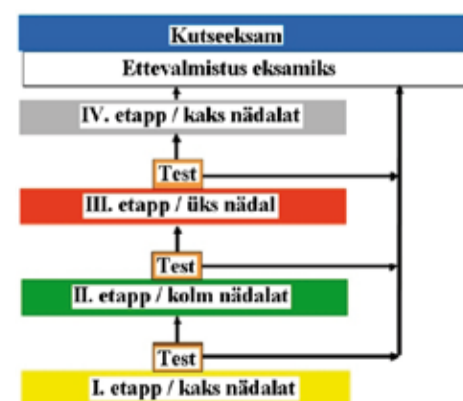 Kutseeksam
Ettevalmistus eksamiks
IV. etapp / kaks nädalat
Test
III. etapp / üks nädal
Test
II. etapp / kolm nädalat
Test
I. etapp / kaks nädalat